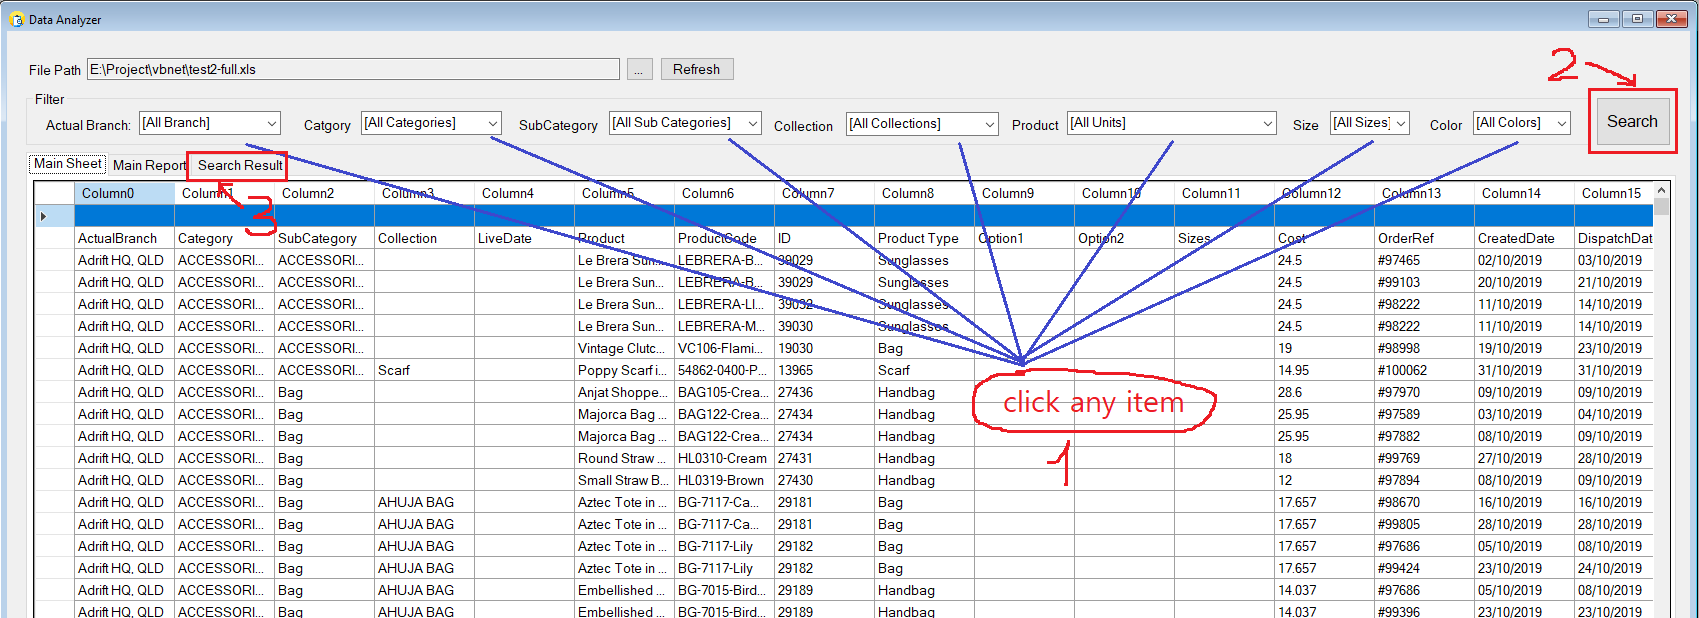 Data Analyzer
2
File Path E:\Project\vbnet\test2-full.xls ... Refresh
Filter
Actual Branch: [All Branch] Catgory [All Categories] SubCategory [All Sub Categories] Collection [All Collections] Product [All Units] Size [All Sizes] Color [All Colors] Search
Main Sheet Main Report Search Result
Column0 Column1 Column2 Column3 Column4 Column5 Column6 Column7 Column8 Column9 Column10 Column11 Column12 Column13 Column14 Column15
3
ActualBranch Category SubCategory Collection LiveDate Product ProductCode ID Product Type Option1 Option2 Sizes Cost OrderRef CreatedDate DispatchDat
Adrift HQ, QLD ACCESSORI... ACCESSORI... Le Brera Sun... LEBRERA-B... 39029 Sunglasses 24.5 #97465 02/10/2019 03/10/2019
Adrift HQ, QLD ACCESSORI... ACCESSORI... Le Brera Sun... LEBRERA-B... 39029 Sunglasses 24.5 #99103 20/10/2019 21/10/2019
Adrift HQ, QLD ACCESSORI... ACCESSORI... Le Brera Sun... LEBRERA-LI... 39032 Sunglasses 24.5 #98222 11/10/2019 14/10/2019
Adrift HQ, QLD ACCESSORI... ACCESSORI... Le Brera Sun... LEBRERA-M... 39030 Sunglasses 24.5 #98222 11/10/2019 14/10/2019
Adrift HQ, QLD ACCESSORI... ACCESSORI... Vintage Clutc... VC106-Flami... 19030 Bag 19 #98998 19/10/2019 23/10/2019
Adrift HQ, QLD ACCESSORI... ACCESSORI... Scarf Poppy Scarf i... 54862-0400-P... 13965 Scarf 14.95 #100062 31/10/2019 31/10/2019
Adrift HQ, QLD ACCESSORI... Bag Anjat Shoppe... BAG105-Crea... 27436 Handbag 28.6 #97970 09/10/2019 09/10/2019
click any item
Adrift HQ, QLD ACCESSORI... Bag Majorca Bag ... BAG122-Crea... 27434 Handbag 25.95 #97589 03/10/2019 04/10/2019
Adrift HQ, QLD ACCESSORI... Bag Majorca Bag ... BAG122-Crea... 27434 Handbag 25.95 #97882 08/10/2019 09/10/2019
1
Adrift HQ, QLD ACCESSORI... Bag Round Straw ... HL0310-Cream 27431 Handbag 18 #99769 27/10/2019 28/10/2019
Adrift HQ, QLD ACCESSORI... Bag Small Straw B... HL0319-Brown 27430 Handbag 12 #97894 08/10/2019 09/10/2019
Adrift HQ, QLD ACCESSORI... Bag AHUJA BAG Aztec Tote in ... BG-7117-Ca... 29181 Bag 17.657 #98670 16/10/2019 16/10/2019
Adrift HQ, QLD ACCESSORI... Bag AHUJA BAG Aztec Tote in ... BG-7117-Ca... 29181 Bag 17.657 #99805 28/10/2019 28/10/2019
Adrift HQ, QLD ACCESSORI... Bag AHUJA BAG Aztec Tote in ... BG-7117-Lily 29182 Bag 17.657 #97686 05/10/2019 08/10/2019
Adrift HQ, QLD ACCESSORI... Bag AHUJA BAG Aztec Tote in ... BG-7117-Lily 29182 Bag 17.657 #99424 23/10/2019 24/10/2019
Adrift HQ, QLD ACCESSORI... Bag AHUJA BAG Embellished ... BG-7015-Bird... 29189 Handbag 14.037 #97686 05/10/2019 08/10/2019
Adrift HQ, QLD ACCESSORI... Bag AHUJA BAG Embellished ... BG-7015-Bird... 29189 Handbag 14.037 #99396 23/10/2019 23/10/2019